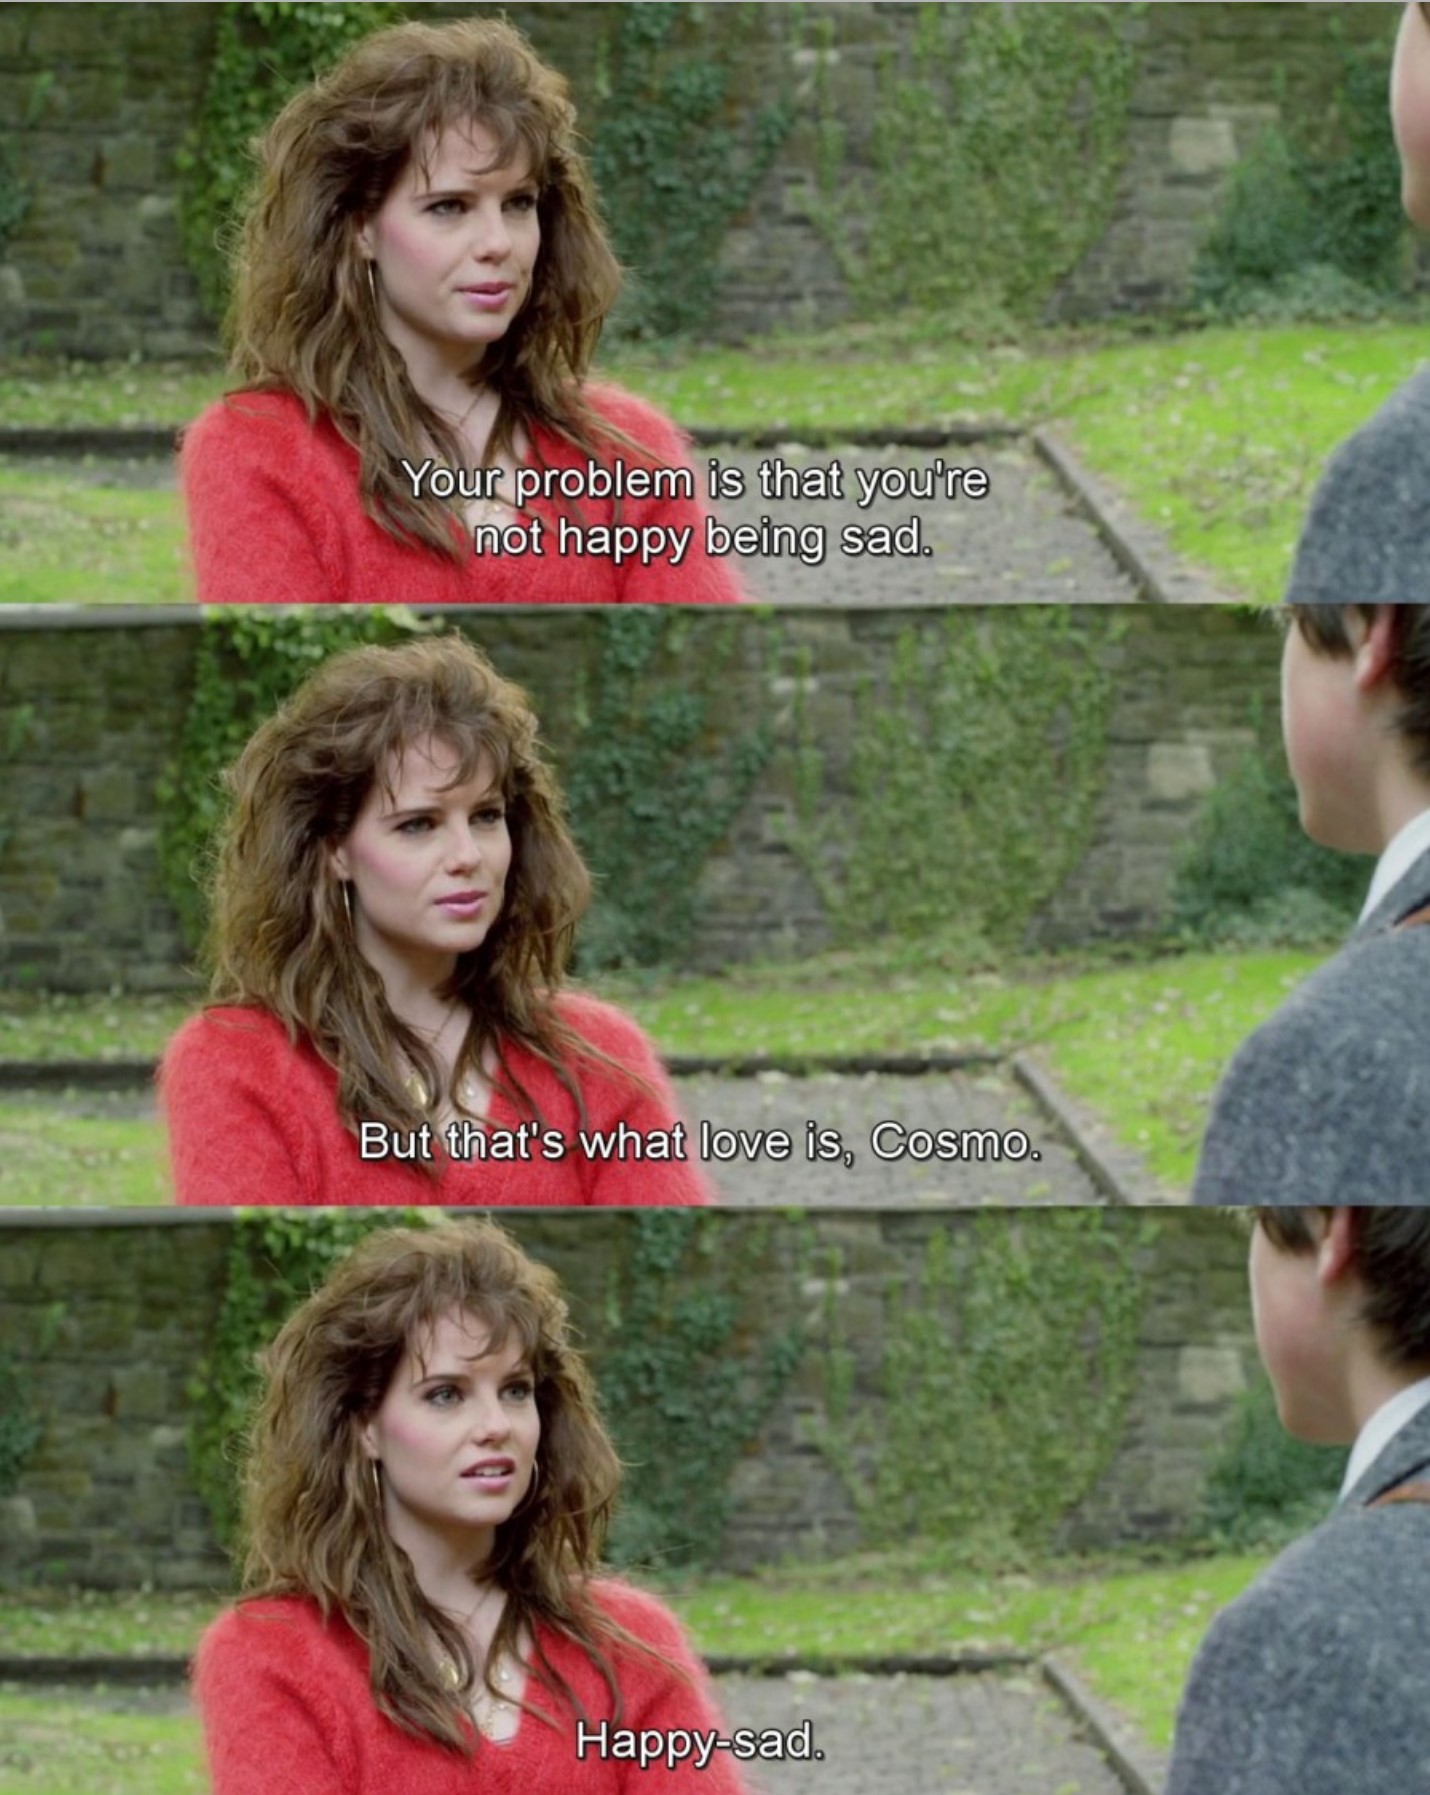 Your problem is that you're
not happy being sad.
But that's what love is, Cosmo.
Happy-sad.